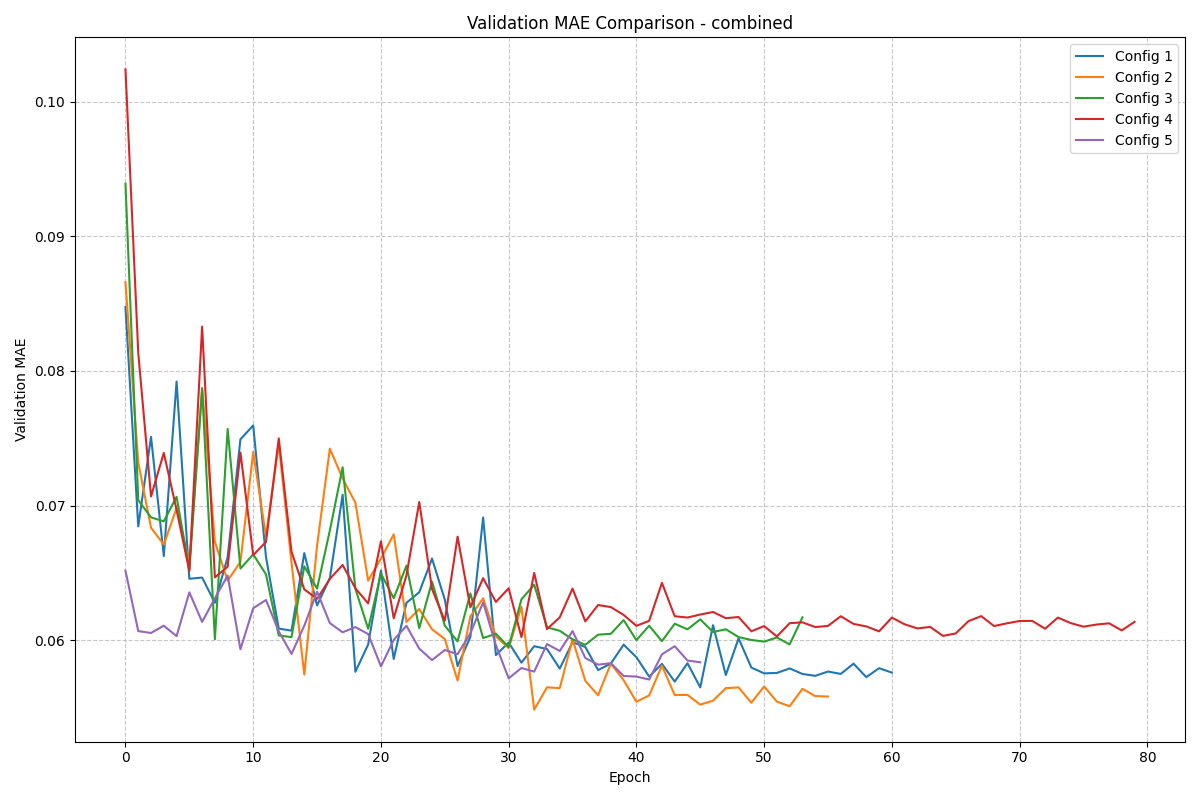 Validation MAE Comparison - combined
Config 1
Config 2
Config 3
Config 4
Config 5
Validation MAE
0.10
0.09
0.08
0.07
0.06
0 10 20 30 40 50 60 70 80
Epoch